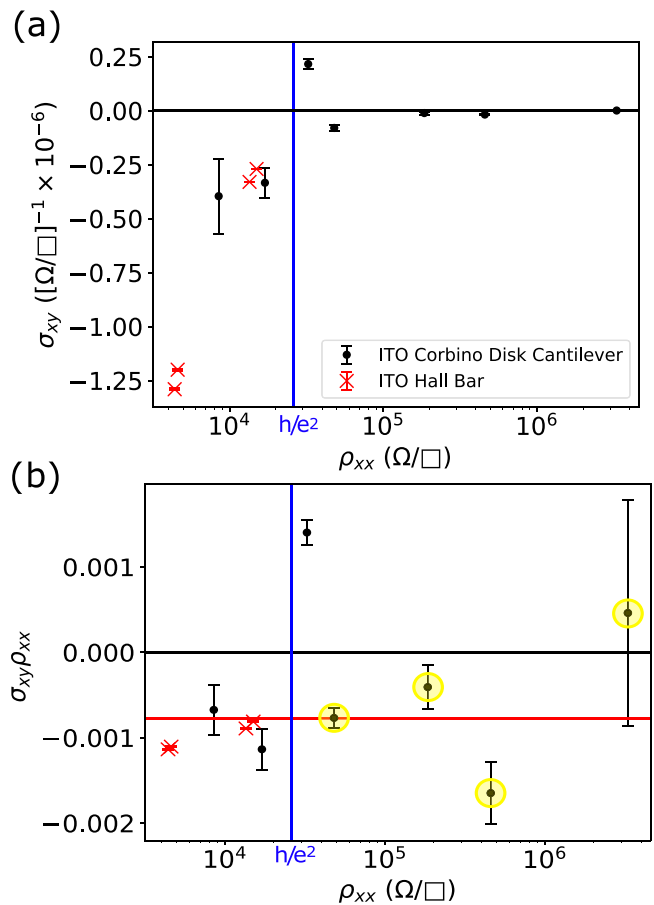 (a)
0.25
0.00
−0.25
−0.50
−0.75
−1.00
−1.25
σxy ([Ω/□]⁻¹ × 10⁻⁶)
ITO Corbino Disk Cantilever
ITO Hall Bar
10⁴ 10⁵ 10⁶
h/e²
ρxx (Ω/□)
(b)
0.001
0.000
−0.001
−0.002
σxyρxx
10⁴ 10⁵ 10⁶
h/e²
ρxx (Ω/□)